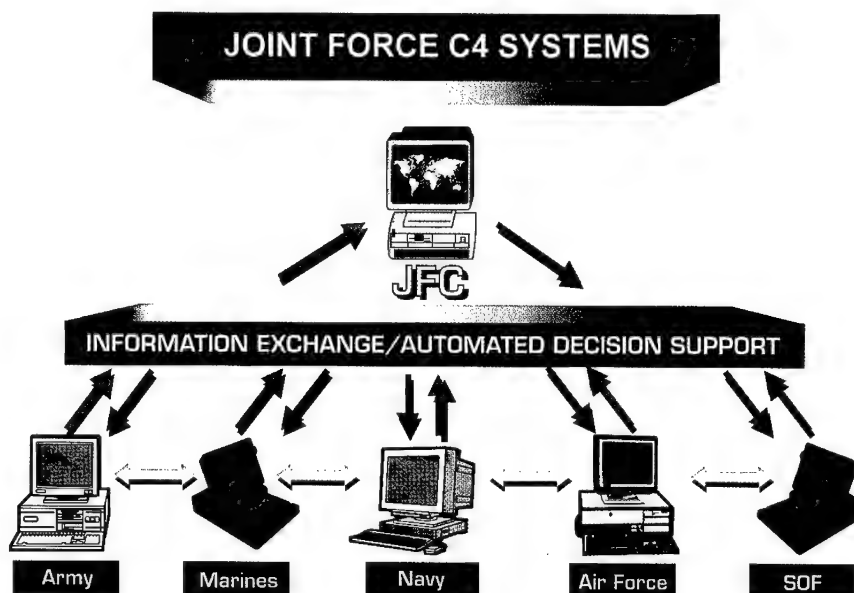 JOINT FORCE C4 SYSTEMS
JFC
INFORMATION EXCHANGE/AUTOMATED DECISION SUPPORT
Army
Marines
Navy
Air Force
SOF